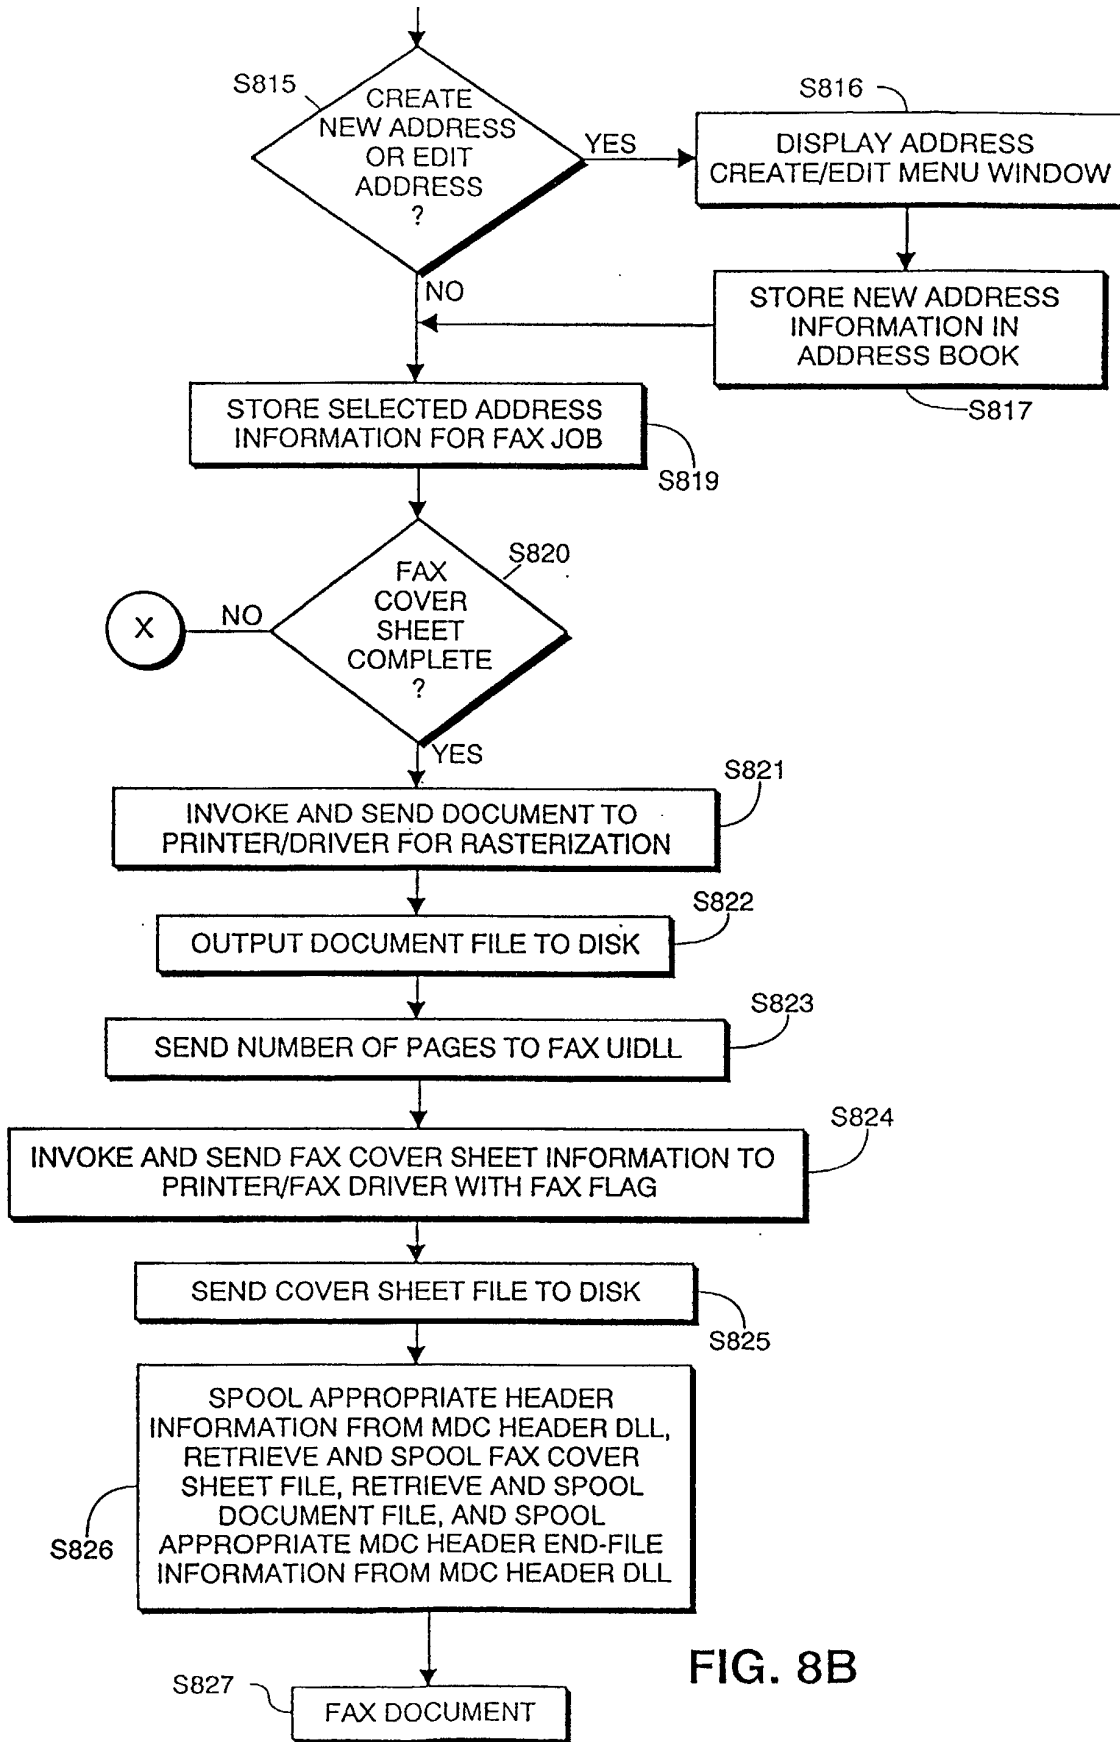 S815
CREATE
NEW ADDRESS
OR EDIT
ADDRESS
?
YES
S816
DISPLAY ADDRESS
CREATE/EDIT MENU WINDOW
NO
STORE NEW ADDRESS
INFORMATION IN
ADDRESS BOOK
S817
STORE SELECTED ADDRESS
INFORMATION FOR FAX JOB
S819
S820
FAX
COVER
SHEET
COMPLETE
?
NO
X
YES
S821
INVOKE AND SEND DOCUMENT TO
PRINTER/DRIVER FOR RASTERIZATION
S822
OUTPUT DOCUMENT FILE TO DISK
S823
SEND NUMBER OF PAGES TO FAX UIDLL
S824
INVOKE AND SEND FAX COVER SHEET INFORMATION TO
PRINTER/FAX DRIVER WITH FAX FLAG
SEND COVER SHEET FILE TO DISK
S825
SPOOL APPROPRIATE HEADER
INFORMATION FROM MDC HEADER DLL,
RETRIEVE AND SPOOL FAX COVER
SHEET FILE, RETRIEVE AND SPOOL
DOCUMENT FILE, AND SPOOL
APPROPRIATE MDC HEADER END-FILE
INFORMATION FROM MDC HEADER DLL
S826
S827
FAX DOCUMENT
FIG. 8B